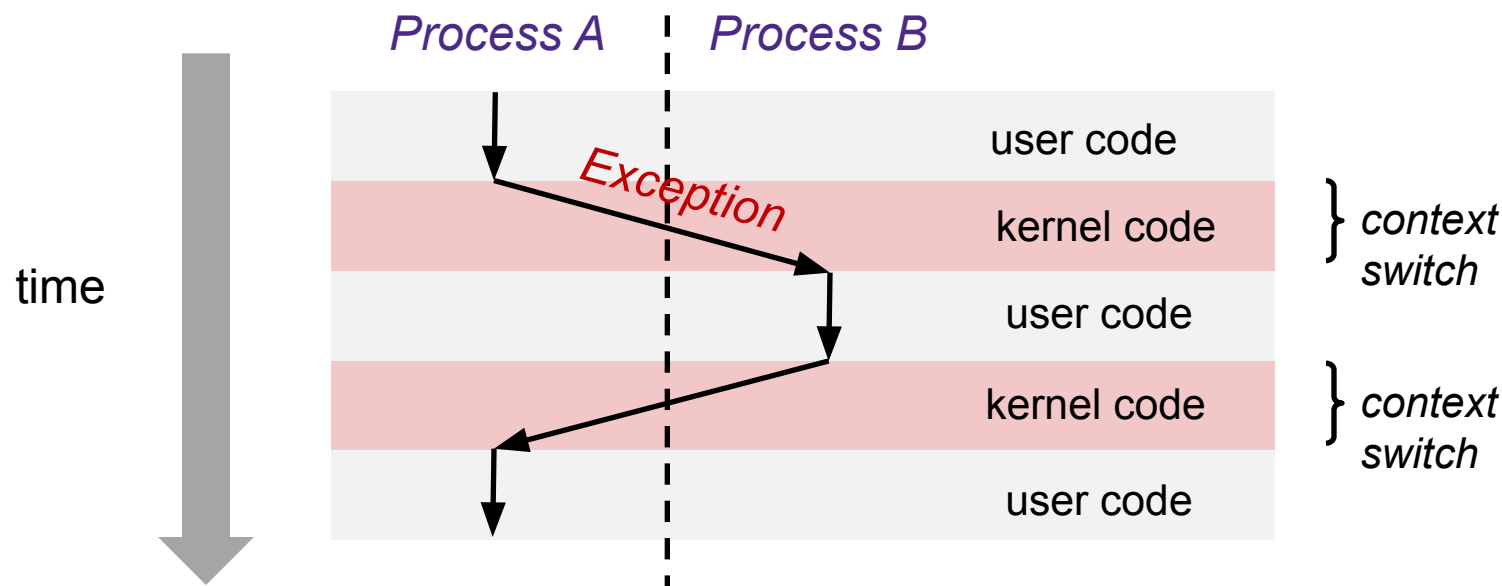 Process A
Process B
user code
Exception
kernel code
context
switch
time
user code
kernel code
context
switch
user code